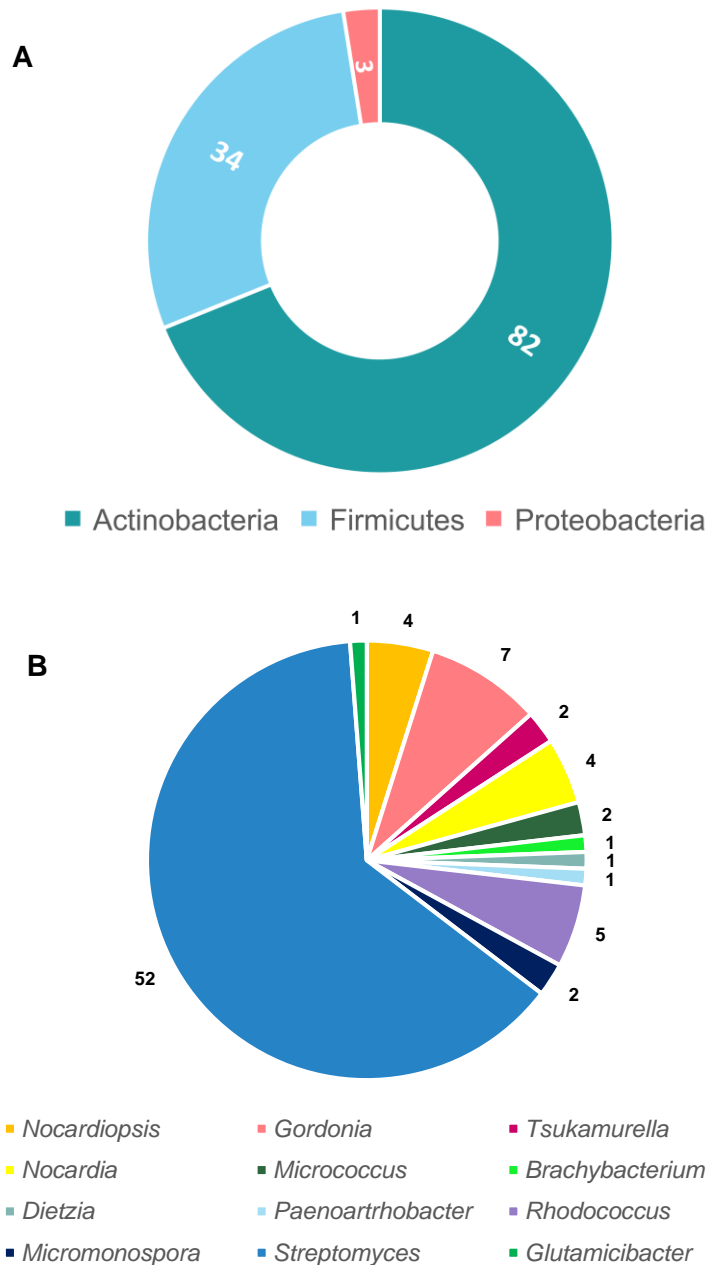 A
3
34
82
Actinobacteria Firmicutes Proteobacteria
B
1 4
7
2
4
2
1
1
1
5
2
52
Nocardiopsis Gordonia Tsukamurella
Nocardia Micrococcus Brachybacterium
Dietzia Paenoartrhobacter Rhodococcus
Micromonospora Streptomyces Glutamicibacter